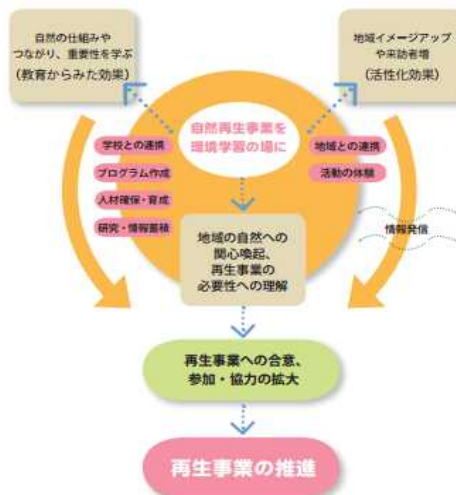 自然の仕組みや
つながり、重要性を学ぶ
(教育からみた効果)
地域イメージアップ
や来訪者増
(活性化効果)
自然再生事業を
環境学習の場に
学校との連携
プログラム作成
人材確保・育成
研究・情報蓄積
地域との連携
活動の体験
情報発信
地域の自然への
関心喚起、
再生事業の
必要性への理解
再生事業への合意、
参加・協力の拡大
再生事業の推進